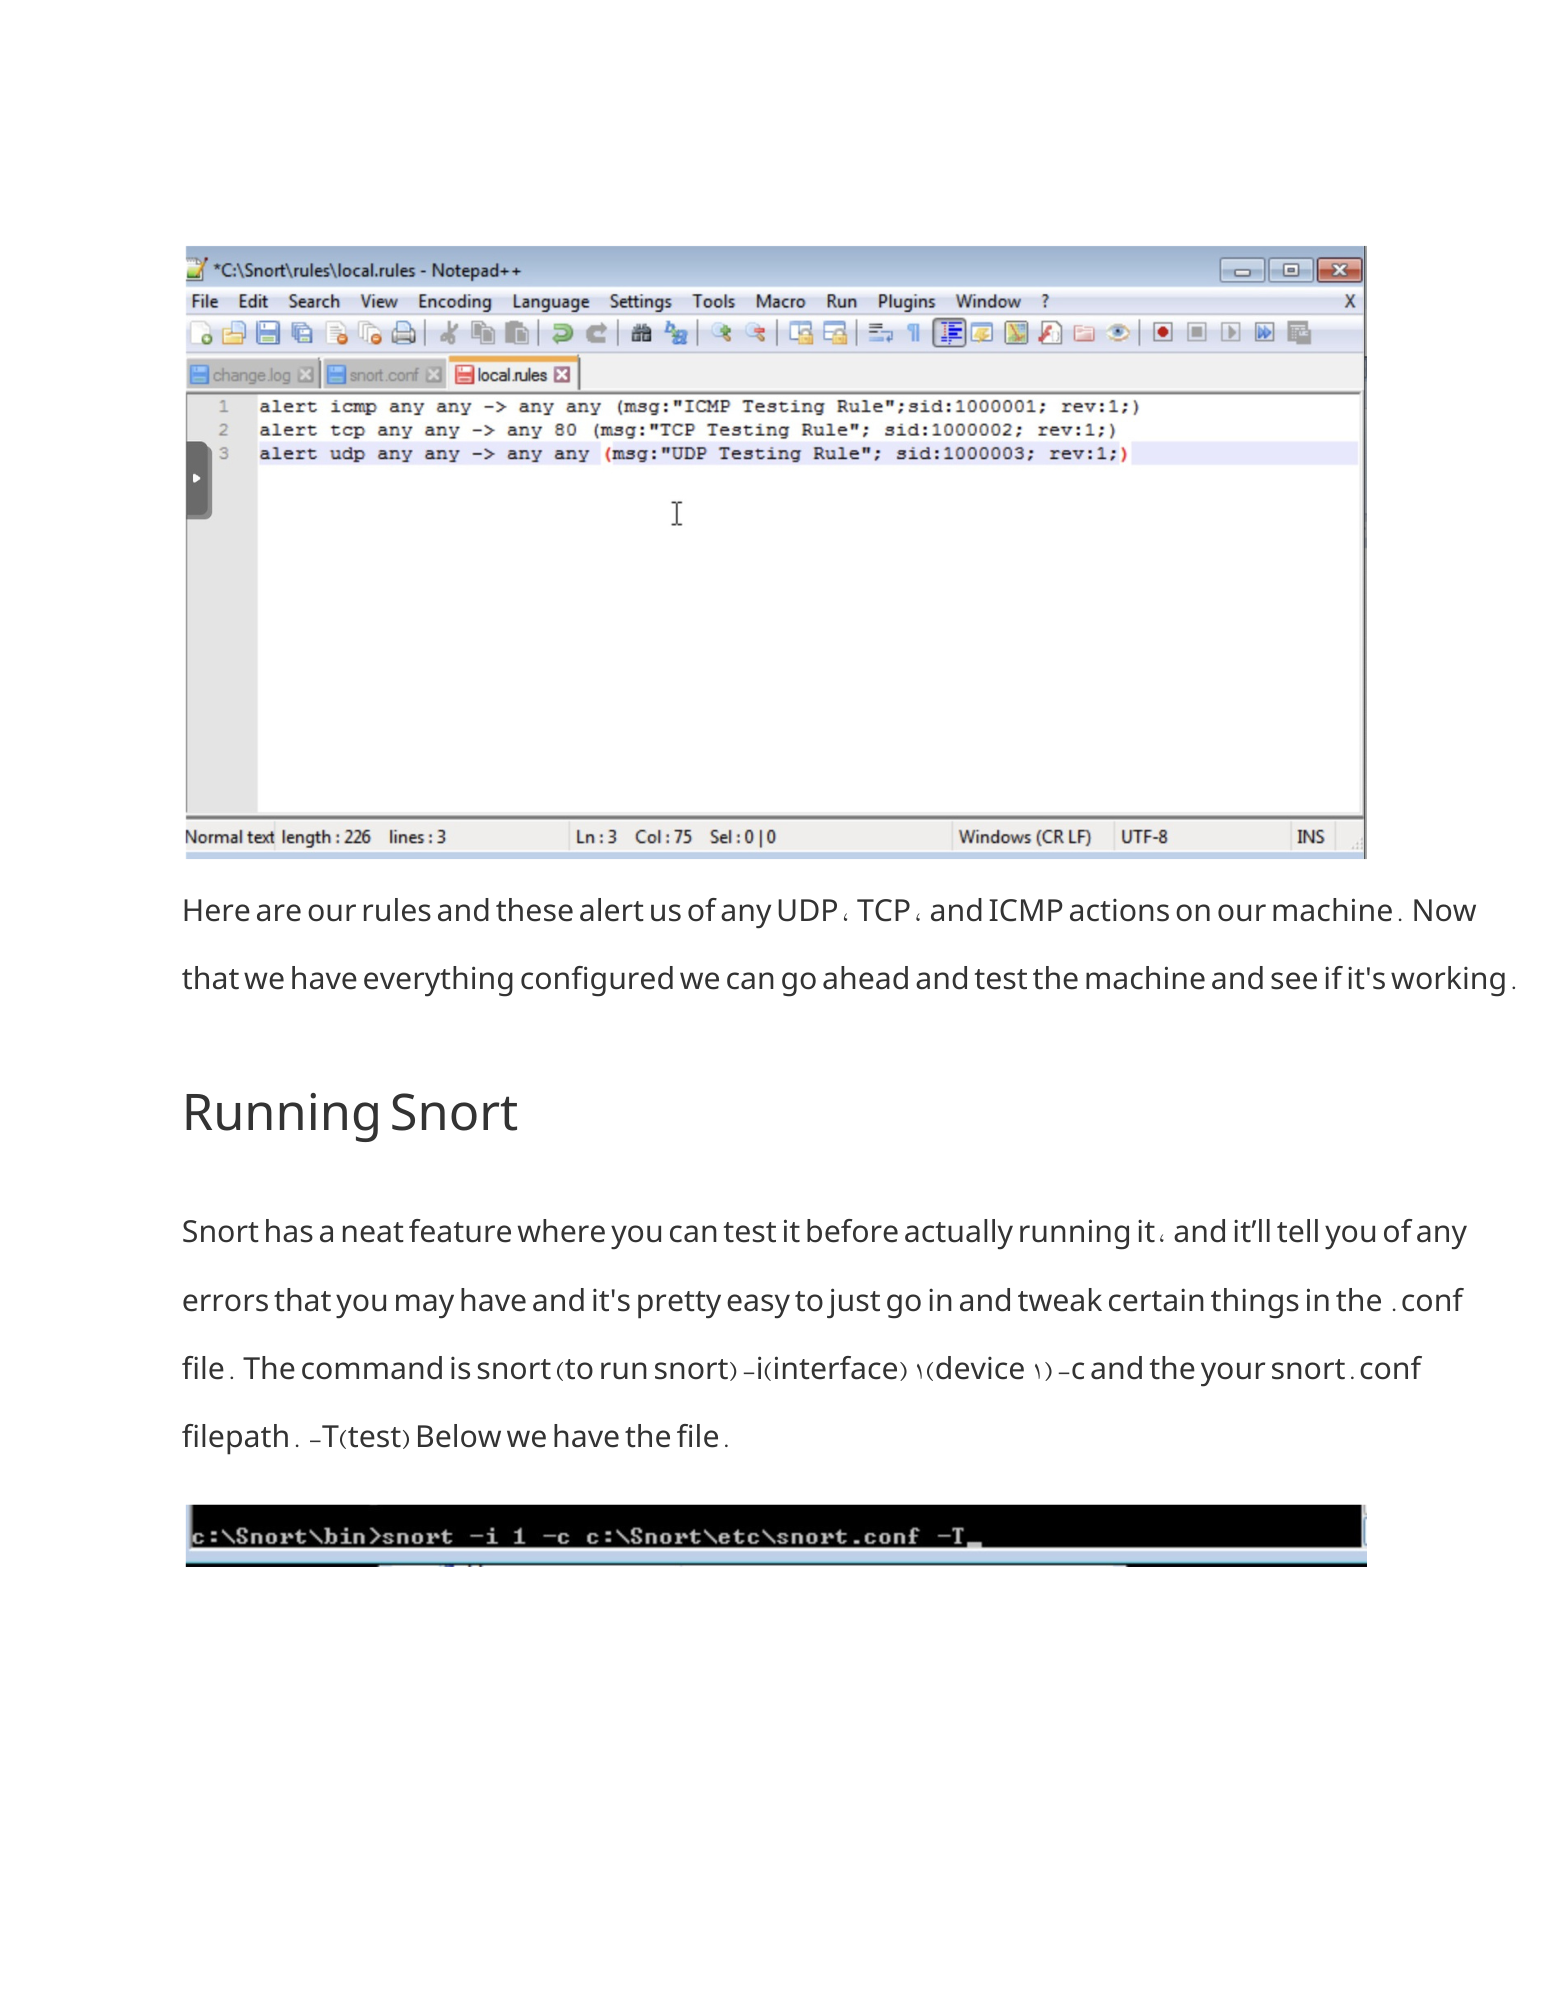 *C:\Snort\rules\local.rules - Notepad++
File Edit Search View Encoding Language Settings Tools Macro Run Plugins Window ? X
change.log snort.conf local.rules
1 alert icmp any any -> any any (msg:"ICMP Testing Rule";sid:1000001; rev:1;)
2 alert tcp any any -> any 80 (msg:"TCP Testing Rule"; sid:1000002; rev:1;)
3 alert udp any any -> any any (msg:"UDP Testing Rule"; sid:1000003; rev:1;)
Normal text length : 226 lines : 3 Ln : 3 Col : 75 Sel : 0 | 0 Windows (CR LF) UTF-8 INS
Here are our rules and these alert us of any UDP، TCP، and ICMP actions on our machine. Now
that we have everything configured we can go ahead and test the machine and see if it's working.
Running Snort
Snort has a neat feature where you can test it before actually running it، and it’ll tell you of any
errors that you may have and it's pretty easy to just go in and tweak certain things in the .conf
file. The command is snort (to run snort) –i(interface) ١(device ١) –c and the your snort.conf
filepath. –T(test) Below we have the file.
c:\Snort\bin>snort -i 1 -c c:\Snort\etc\snort.conf -T_